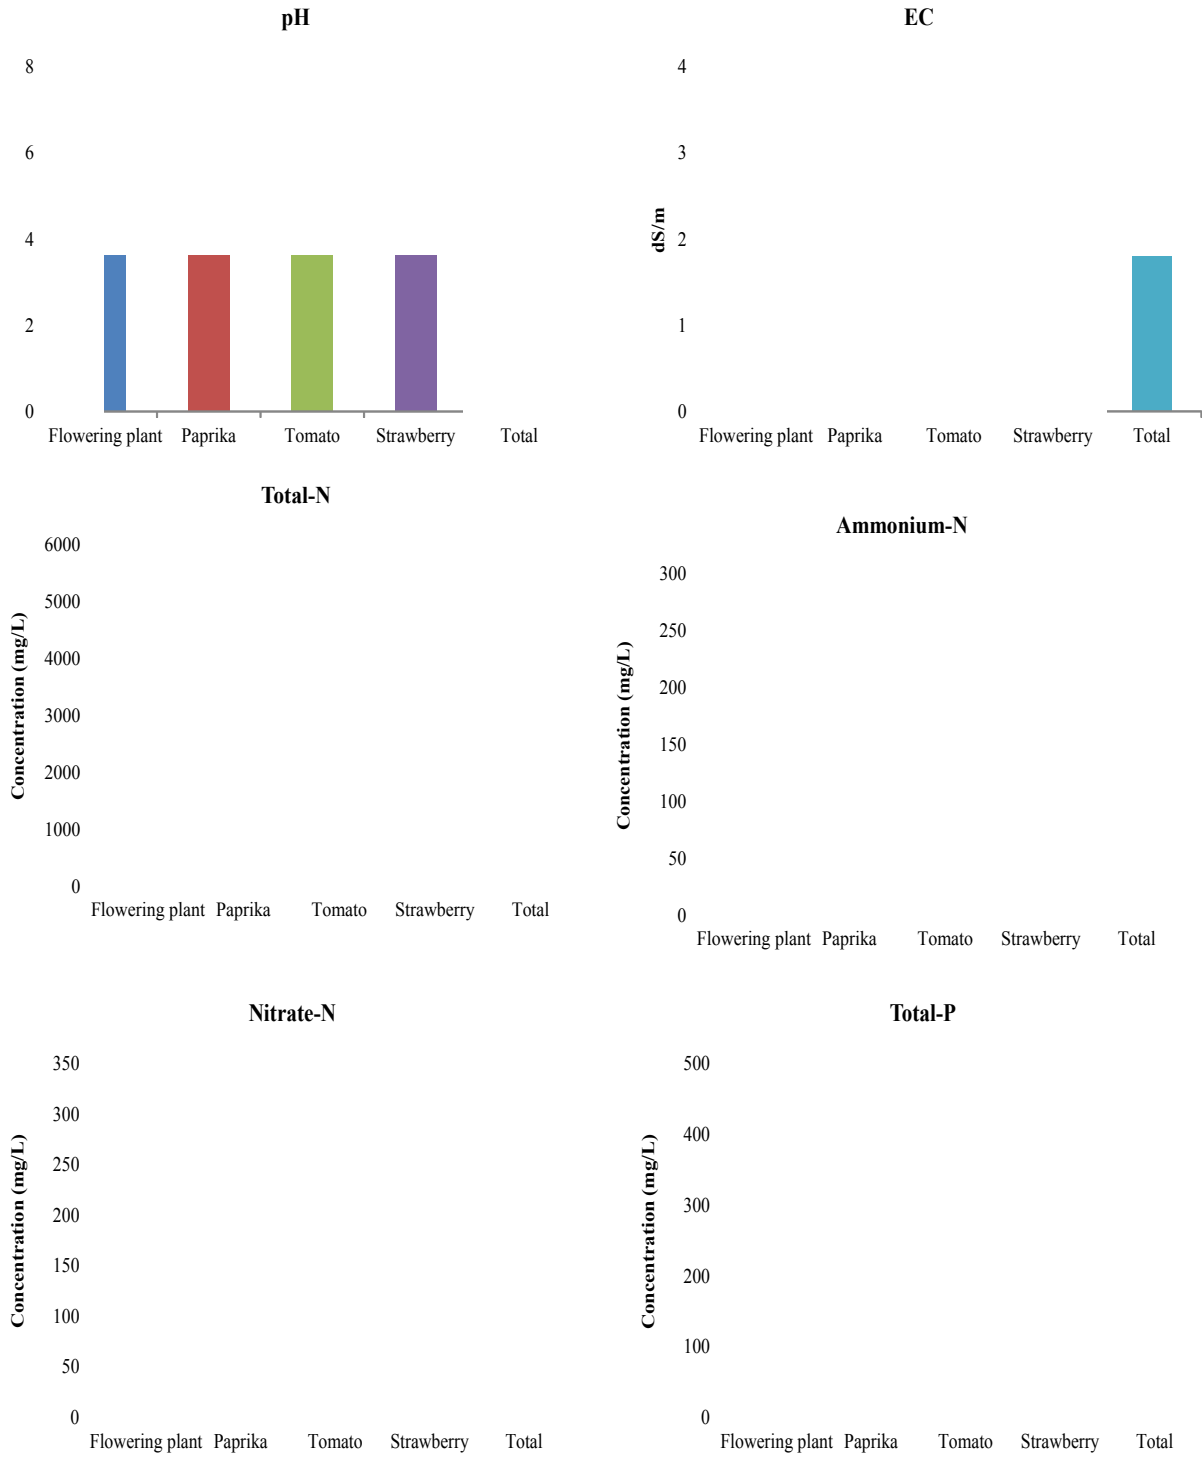 pH
8
6
4
2
0
Flowering plant Paprika Tomato Strawberry Total
EC
4
3
2
1
0
dS/m
Flowering plant Paprika Tomato Strawberry Total
Total-N
6000
5000
4000
3000
2000
1000
0
Concentration (mg/L)
Flowering plant Paprika Tomato Strawberry Total
Ammonium-N
300
250
200
150
100
50
0
Concentration (mg/L)
Flowering plant Paprika Tomato Strawberry Total
Nitrate-N
350
300
250
200
150
100
50
0
Concentration (mg/L)
Flowering plant Paprika Tomato Strawberry Total
Total-P
500
400
300
200
100
0
Concentration (mg/L)
Flowering plant Paprika Tomato Strawberry Total